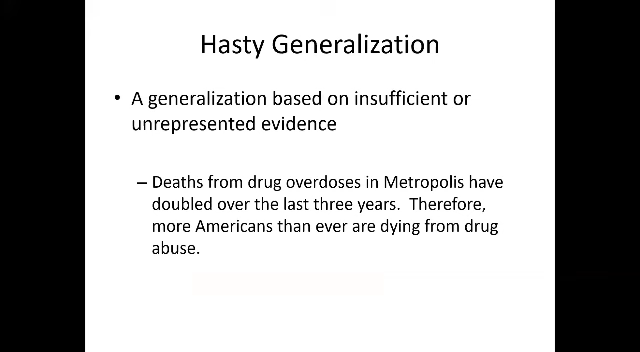 Hasty Generalization
• A generalization based on insufficient or
unrepresented evidence
– Deaths from drug overdoses in Metropolis have
doubled over the last three years.  Therefore,
more Americans than ever are dying from drug
abuse.